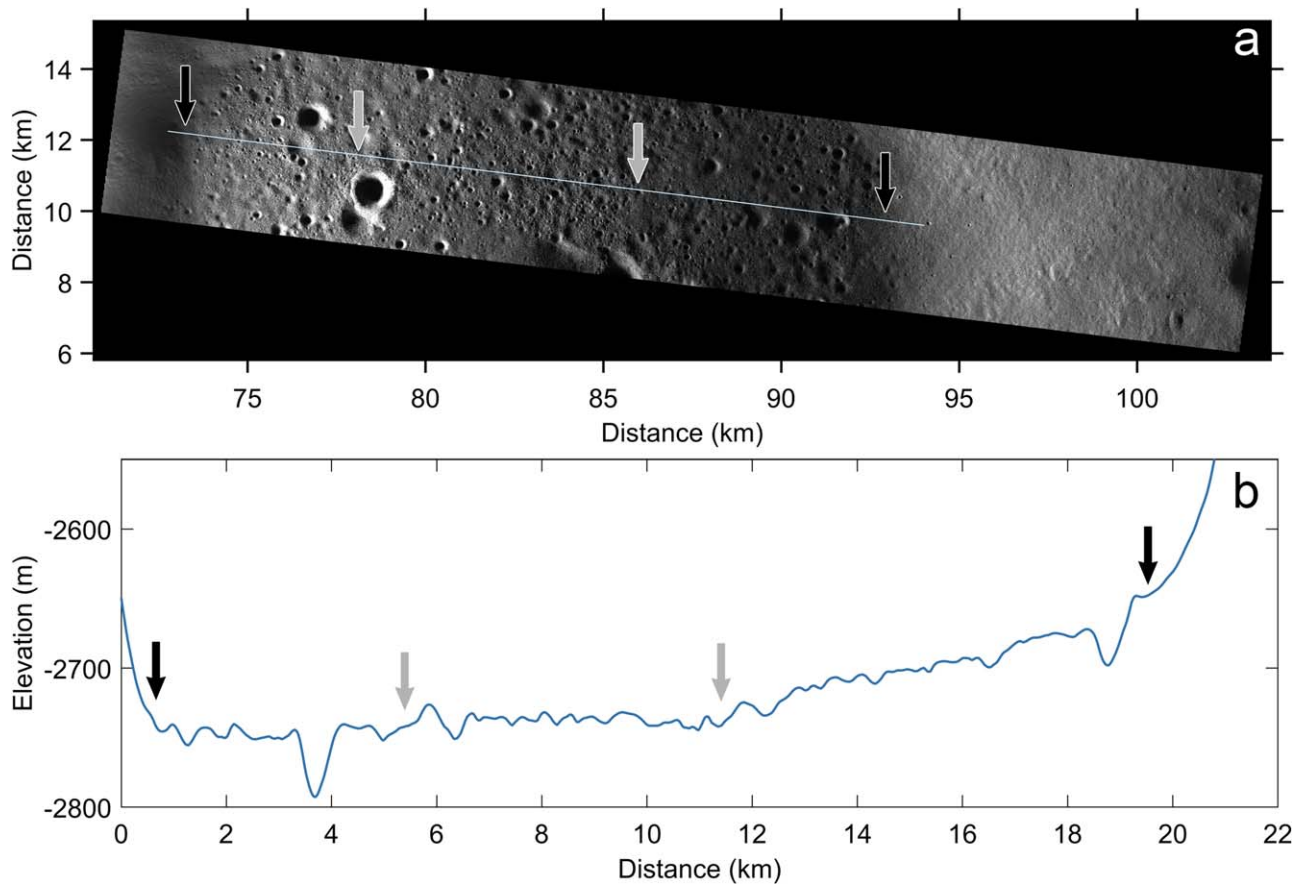 a
14
12
10
8
6
Distance (km)
75 80 85 90 95 100
Distance (km)
b
-2600
-2700
-2800
Elevation (m)
0 2 4 6 8 10 12 14 16 18 20 22
Distance (km)